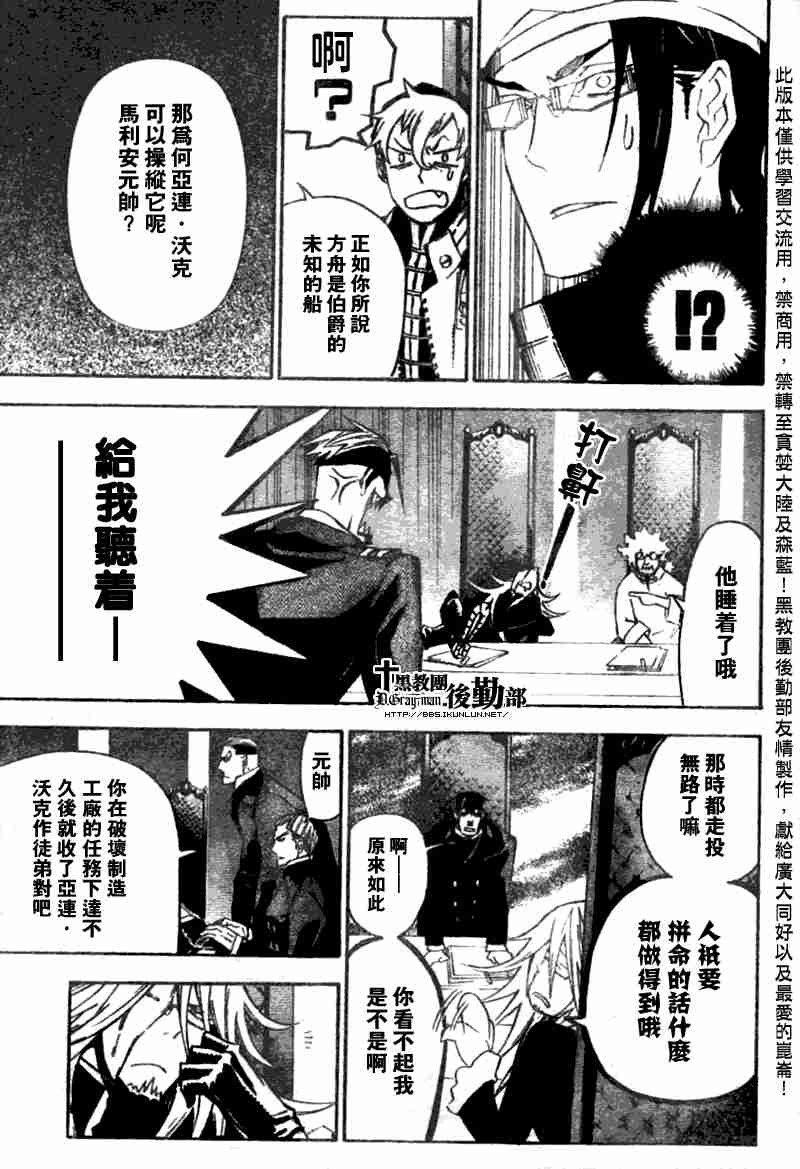 !?
啊
?
正如你所說
方舟是伯爵的
未知的船
那爲何亞連·沃克
可以操縱它呢
馬利安元帥?
他睡着了哦
打鼾
給我聽着—
黑教團
D.Gray-man
後勤部
HTTP://BBS.IKUNLUN.NET/
那時都走投
無路了嘛
人衹要
拼命的話什麼
都做得到哦
啊——
原來如此
你看不起我
是不是啊
元帥
你在破壞制造
工廠的任務下達不
久後就收了亞連·
沃克作徒弟對吧
此版本僅供學習交流用，禁商用，禁轉至貪婪大陸及森藍！黑教團後勤部友情製作，獻給廣大同好以及最愛的崑崙！